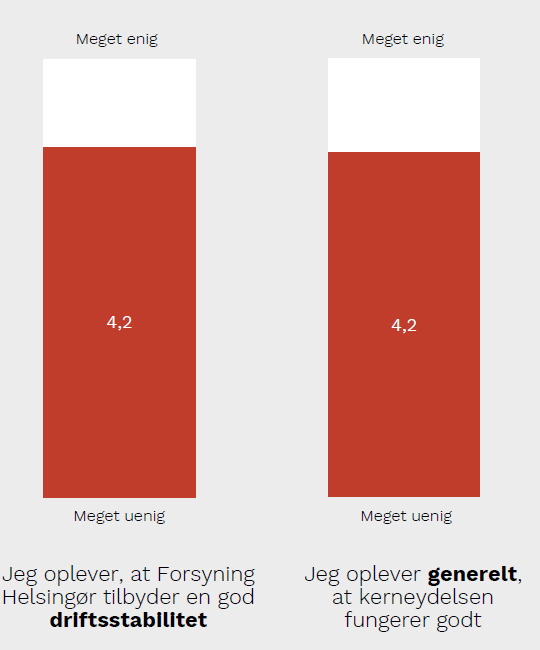 Meget enig
4,2
Meget uenig
Jeg oplever, at Forsyning
Helsingør tilbyder en god
driftsstabilitet
Meget enig
4,2
Meget uenig
Jeg oplever generelt,
at kerneydelsen
fungerer godt